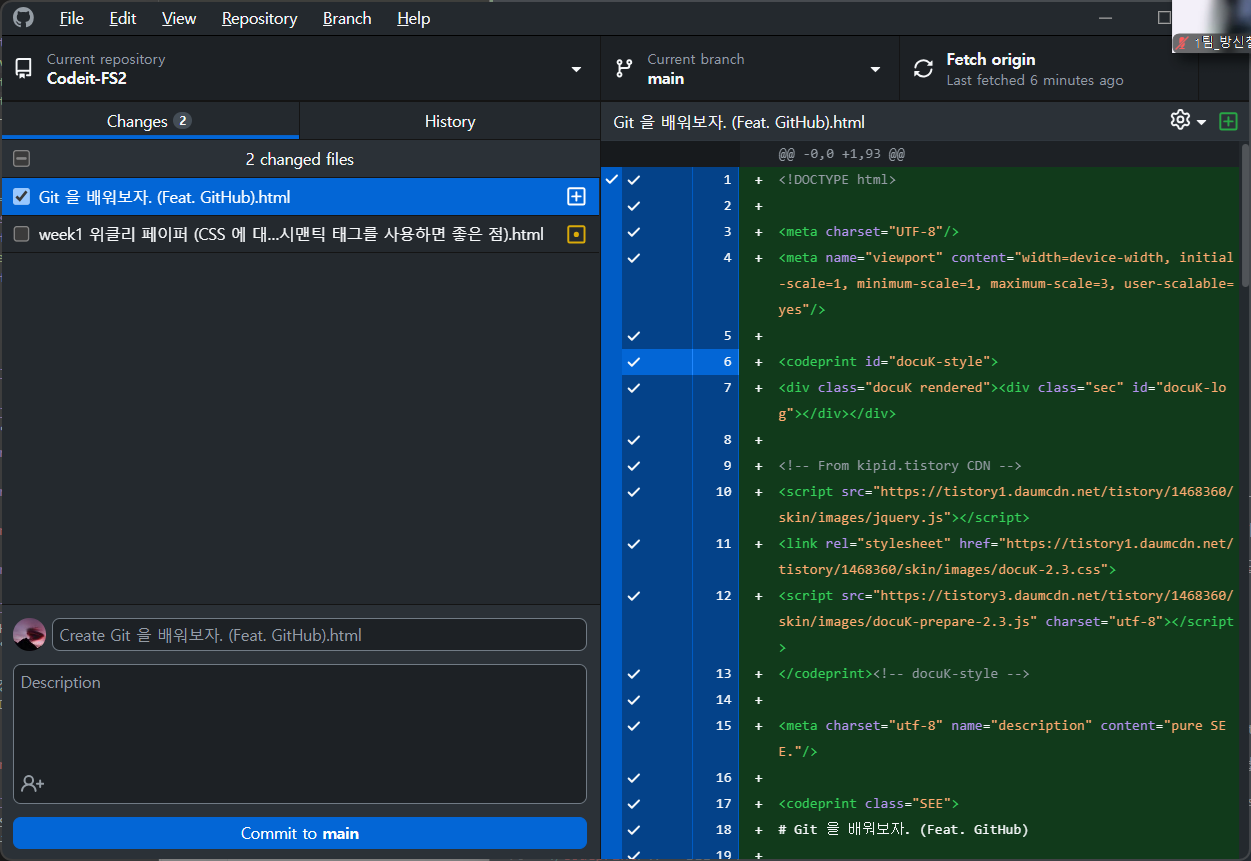 File Edit View Repository Branch Help
1팀_방신철
Current repository
Codeit-FS2
Current branch
main
Fetch origin
Last fetched 6 minutes ago
Changes 2
History
2 changed files
Git 을 배워보자. (Feat. GitHub).html
week1 위클리 페이퍼 (CSS 에 대...시맨틱 태그를 사용하면 좋은 점).html
Create Git 을 배워보자. (Feat. GitHub).html
Description
Commit to main
Git 을 배워보자. (Feat. GitHub).html
@@ -0,0 +1,93 @@
1 + <!DOCTYPE html>
2 +
3 + <meta charset="UTF-8"/>
4 + <meta name="viewport" content="width=device-width, initial
-scale=1, minimum-scale=1, maximum-scale=3, user-scalable=
yes"/>
5 +
6 + <codeprint id="docuK-style">
7 + <div class="docuK rendered"><div class="sec" id="docuK-lo
g"></div></div>
8 +
9 + <!-- From kipid.tistory CDN -->
10 + <script src="https://tistory1.daumcdn.net/tistory/1468360/
skin/images/jquery.js"></script>
11 + <link rel="stylesheet" href="https://tistory1.daumcdn.net/
tistory/1468360/skin/images/docuK-2.3.css">
12 + <script src="https://tistory3.daumcdn.net/tistory/1468360/
skin/images/docuK-prepare-2.3.js" charset="utf-8"></script
>
13 + </codeprint><!-- docuK-style -->
14 +
15 + <meta charset="utf-8" name="description" content="pure SE
E."/>
16 +
17 + <codeprint class="SEE">
18 + # Git 을 배워보자. (Feat. GitHub)
19 +